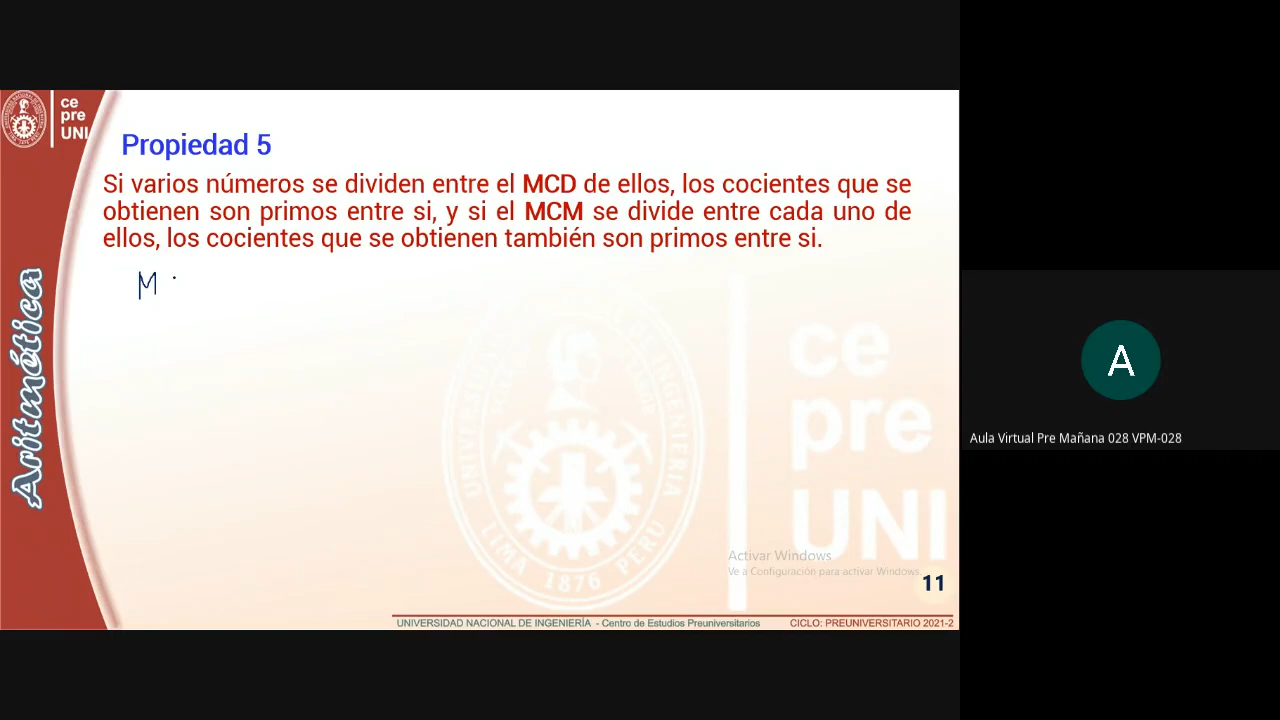 ce
pre
UNI
Propiedad 5
Si varios números se dividen entre el MCD de ellos, los cocientes que se
obtienen son primos entre si, y si el MCM se divide entre cada uno de
ellos, los cocientes que se obtienen también son primos entre si.
M
Aritmética
ce
pre
UNI
LIMA 1876 PERU
A
Aula Virtual Pre Mañana 028 VPM-028
Activar Windows
Ve a Configuración para activar Windows.
11
UNIVERSIDAD NACIONAL DE INGENIERÍA - Centro de Estudios Preuniversitarios
CICLO: PREUNIVERSITARIO 2021-2